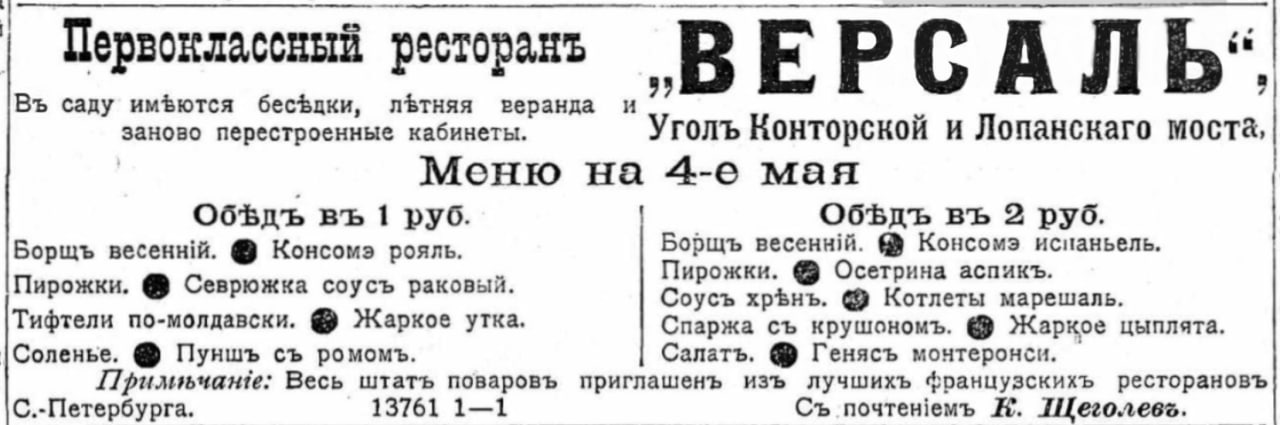 Первоклассный ресторанъ
Въ саду имѣются бесѣдки, лѣтняя веранда и
заново перестроенные кабинеты.
„ВЕРСАЛЬ“,
Уголъ Конторской и Лопанскаго моста,
Меню на 4-е мая
Обѣдъ въ 1 руб.
Борщъ весенній. ● Консомэ рояль.
Пирожки. ● Севрюжка соусъ раковый.
Тифтели по-молдавски. ● Жаркое утка.
Соленье. ● Пуншъ съ ромомъ.
Обѣдъ въ 2 руб.
Борщъ весенній. ● Консомэ испаньель.
Пирожки. ● Осетрина аспикъ.
Соусъ хрѣнъ. ● Котлеты марешаль.
Спаржа съ крушономъ. ● Жаркое цыплята.
Салатъ. ● Генясъ монтеронси.
Примѣчаніе: Весь штатъ поваровъ приглашенъ изъ лучшихъ французскихъ ресторановъ
С.-Петербурга. 13761 1—1 Съ почтеніемъ К. Щеголевъ.